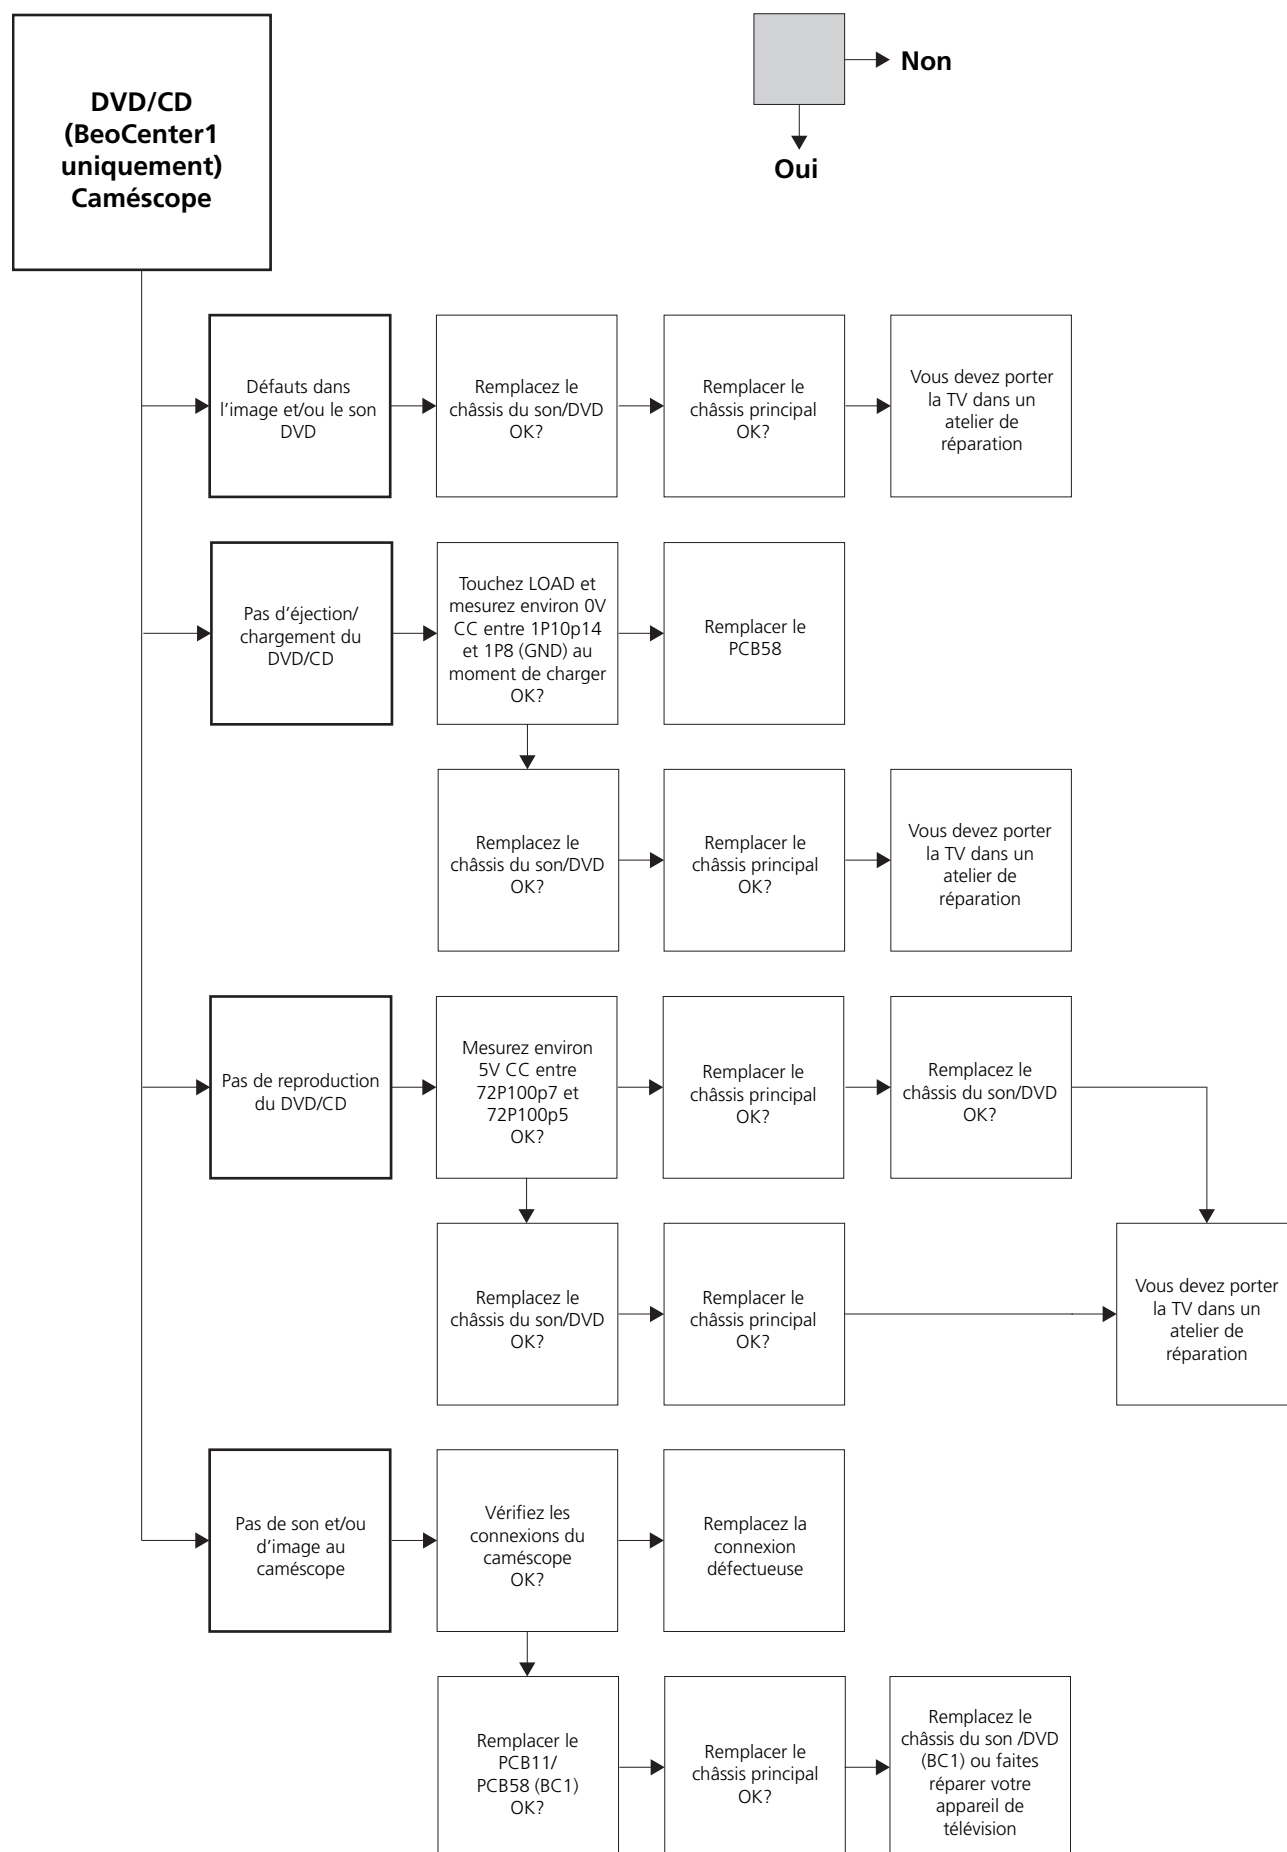 DVD/CD
(BeoCenter1
uniquement)
Caméscope
Non
Oui
Défauts dans
l'image et/ou le son
DVD
Remplacez le
châssis du son/DVD
OK?
Remplacer le
châssis principal
OK?
Vous devez porter
la TV dans un
atelier de
réparation
Pas d'éjection/
chargement du
DVD/CD
Touchez LOAD et
mesurez environ 0V
CC entre 1P10p14
et 1P8 (GND) au
moment de charger
OK?
Remplacer le
PCB58
Remplacez le
châssis du son/DVD
OK?
Remplacer le
châssis principal
OK?
Vous devez porter
la TV dans un
atelier de
réparation
Pas de reproduction
du DVD/CD
Mesurez environ
5V CC entre
72P100p7 et
72P100p5
OK?
Remplacer le
châssis principal
OK?
Remplacez le
châssis du son/DVD
OK?
Remplacez le
châssis du son/DVD
OK?
Remplacer le
châssis principal
OK?
Vous devez porter
la TV dans un
atelier de
réparation
Pas de son et/ou
d'image au
caméscope
Vérifiez les
connexions du
caméscope
OK?
Remplacez la
connexion
défectueuse
Remplacer le
PCB11/
PCB58 (BC1)
OK?
Remplacer le
châssis principal
OK?
Remplacez le
châssis du son /DVD
(BC1) ou faites
réparer votre
appareil de
télévision